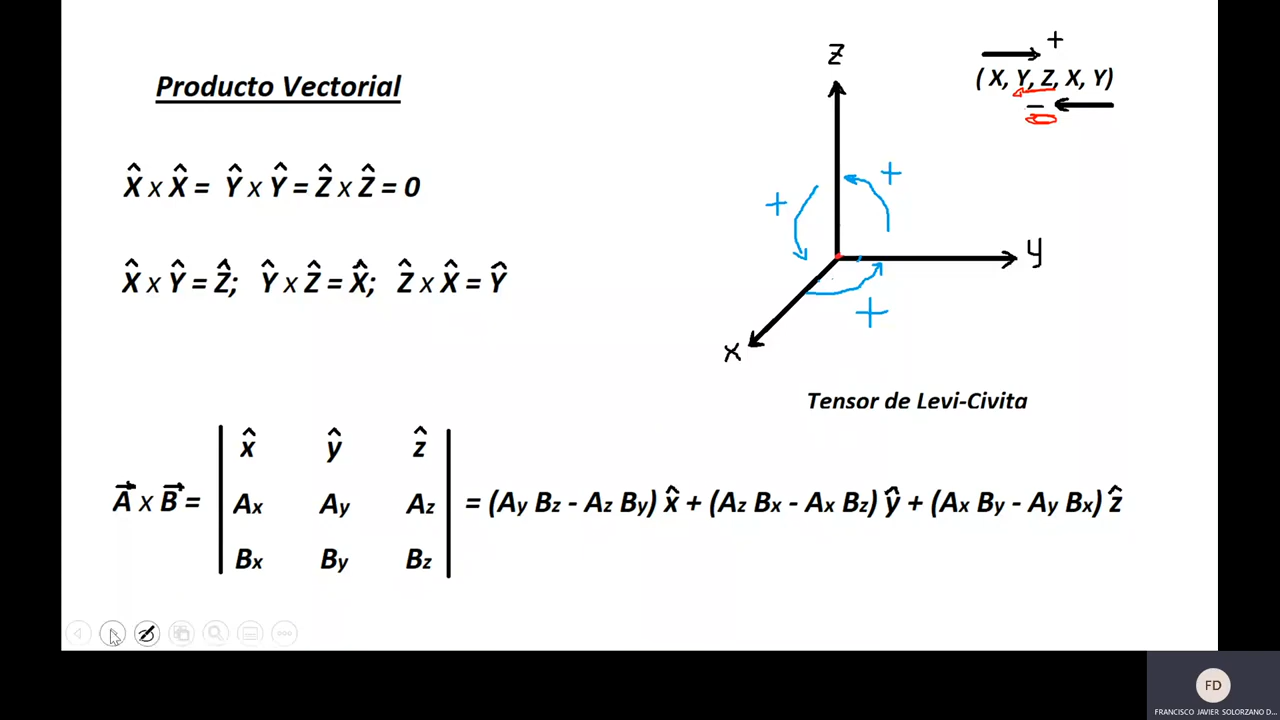 Producto Vectorial
X̂ x X̂ = Ŷ x Ŷ = Ẑ x Ẑ = 0
X̂ x Ŷ = Ẑ; Ŷ x Ẑ = X̂; Ẑ x X̂ = Ŷ
Z
+
(X, Y, Z, X, Y)
−
+
+
y
+
x
Tensor de Levi-Civita
x̂ ŷ ẑ
A⃗ x B⃗ = Ax Ay Az = (Ay Bz - Az By) x̂ + (Az Bx - Ax Bz) ŷ + (Ax By - Ay Bx) ẑ
Bx By Bz
FD
FRANCISCO JAVIER SOLORZANO D...